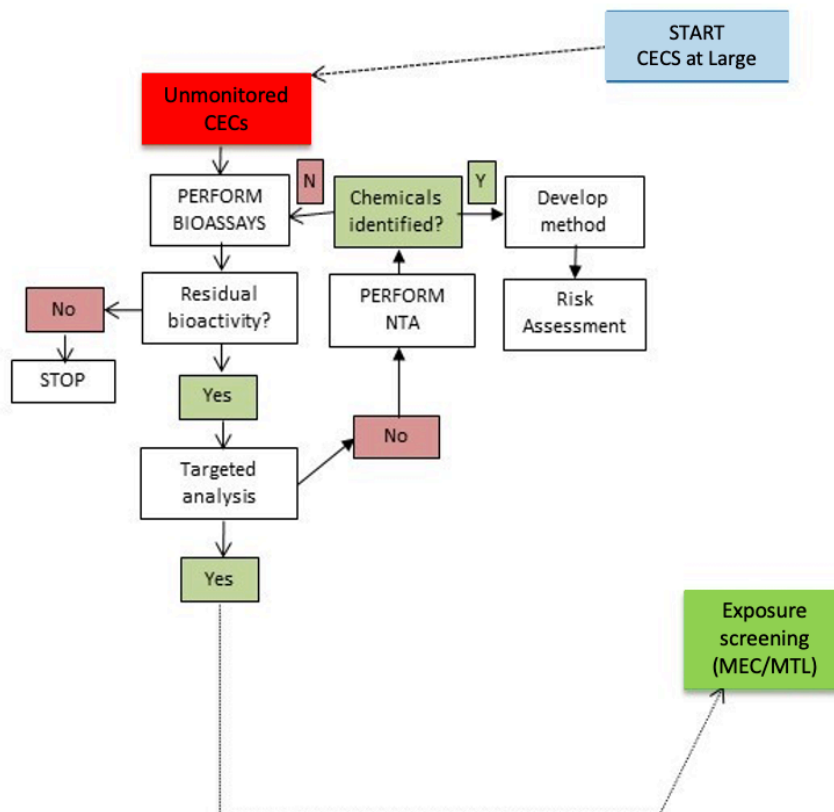 START
CECS at Large
Unmonitored
CECs
PERFORM
BIOASSAYS
N
Chemicals
identified?
Y
Develop
method
Residual
bioactivity?
No
STOP
PERFORM
NTA
Risk
Assessment
Yes
No
Targeted
analysis
Yes
Exposure
screening
(MEC/MTL)